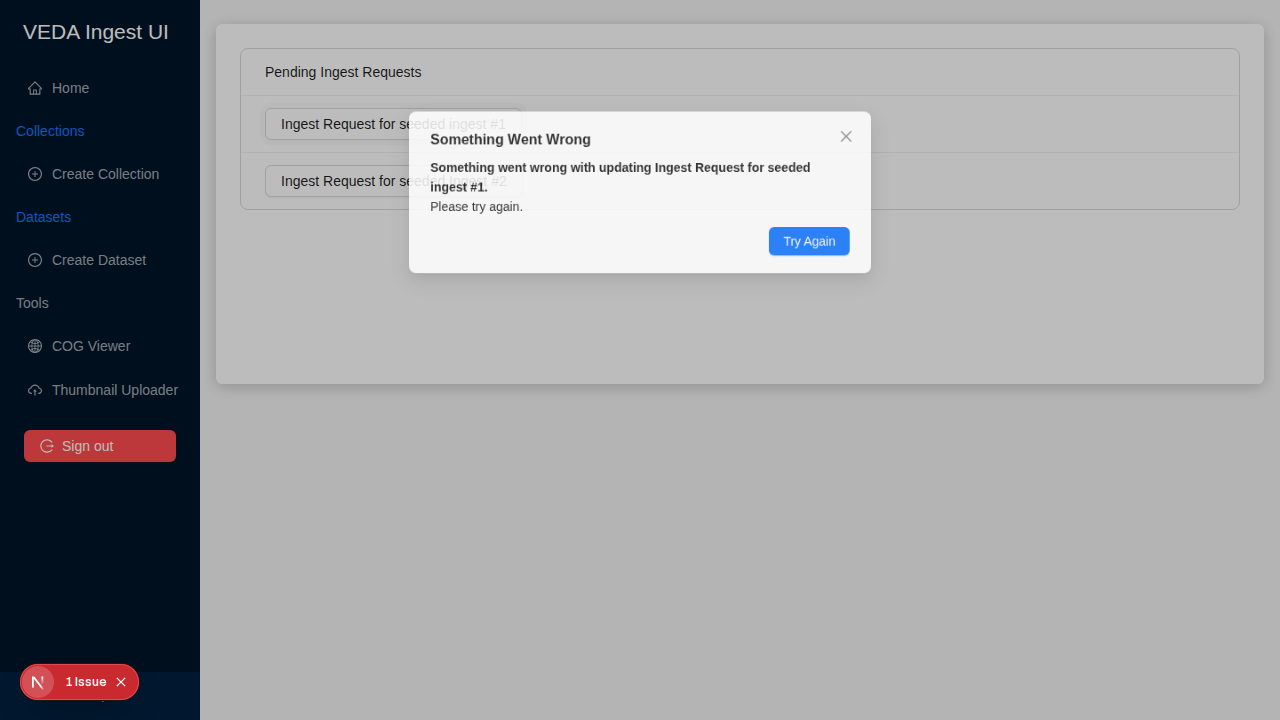 VEDA Ingest UI
Home
Collections
Create Collection
Datasets
Create Dataset
Tools
COG Viewer
Thumbnail Uploader
Sign out
1 Issue
Pending Ingest Requests
Ingest Request for seeded ingest #1
Ingest Request for seeded ingest #2
Something Went Wrong
Something went wrong with updating Ingest Request for seeded
ingest #1.
Please try again.
Try Again